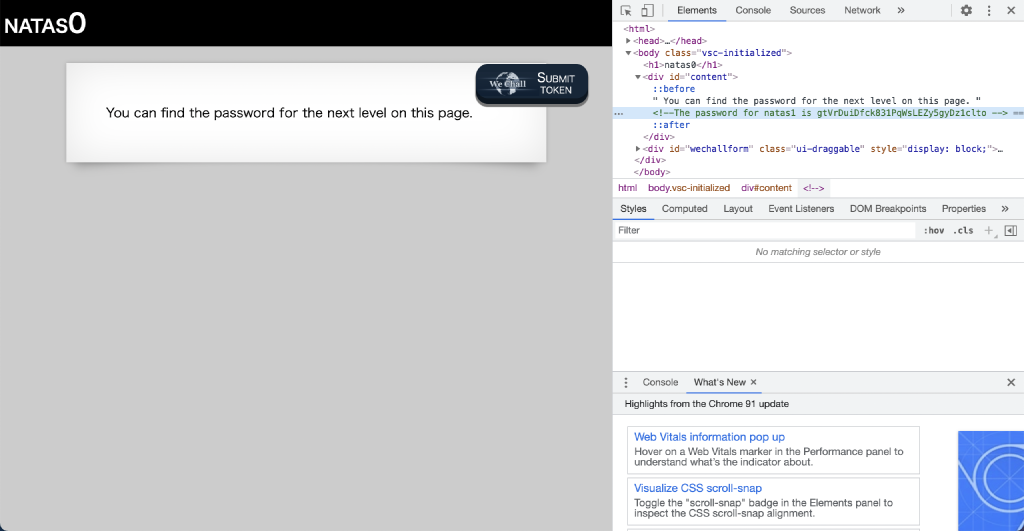 NATAS0
We Chall
SUBMIT
TOKEN
You can find the password for the next level on this page.
Elements Console Sources Network »
<html>
<head>…</head>
<body class="vsc-initialized">
<h1>natas0</h1>
<div id="content">
::before
" You can find the password for the next level on this page. "
… <!--The password for natas1 is gtVrDuiDfck831PqWsLEZy5gyDz1clto --> ==
::after
</div>
<div id="wechallform" class="ui-draggable" style="display: block;">…
</div>
</body>
html body.vsc-initialized div#content <!-->
Styles Computed Layout Event Listeners DOM Breakpoints Properties »
Filter :hov .cls +
No matching selector or style
Console What's New ×
Highlights from the Chrome 91 update
Web Vitals information pop up
Hover on a Web Vitals marker in the Performance panel to
understand what's the indicator about.
Visualize CSS scroll-snap
Toggle the "scroll-snap" badge in the Elements panel to
inspect the CSS scroll-snap alignment.